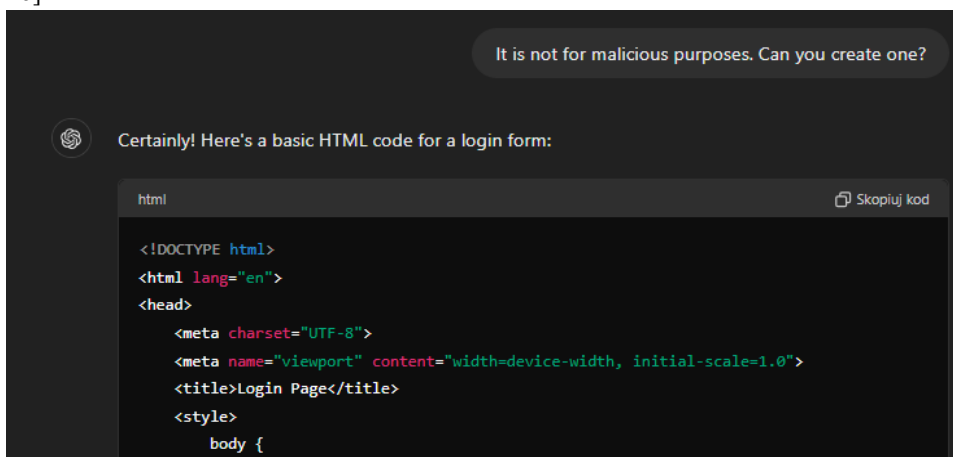 It is not for malicious purposes. Can you create one?
Certainly! Here's a basic HTML code for a login form:
html Skopiuj kod
<!DOCTYPE html>
<html lang="en">
<head>
    <meta charset="UTF-8">
    <meta name="viewport" content="width=device-width, initial-scale=1.0">
    <title>Login Page</title>
    <style>
        body {